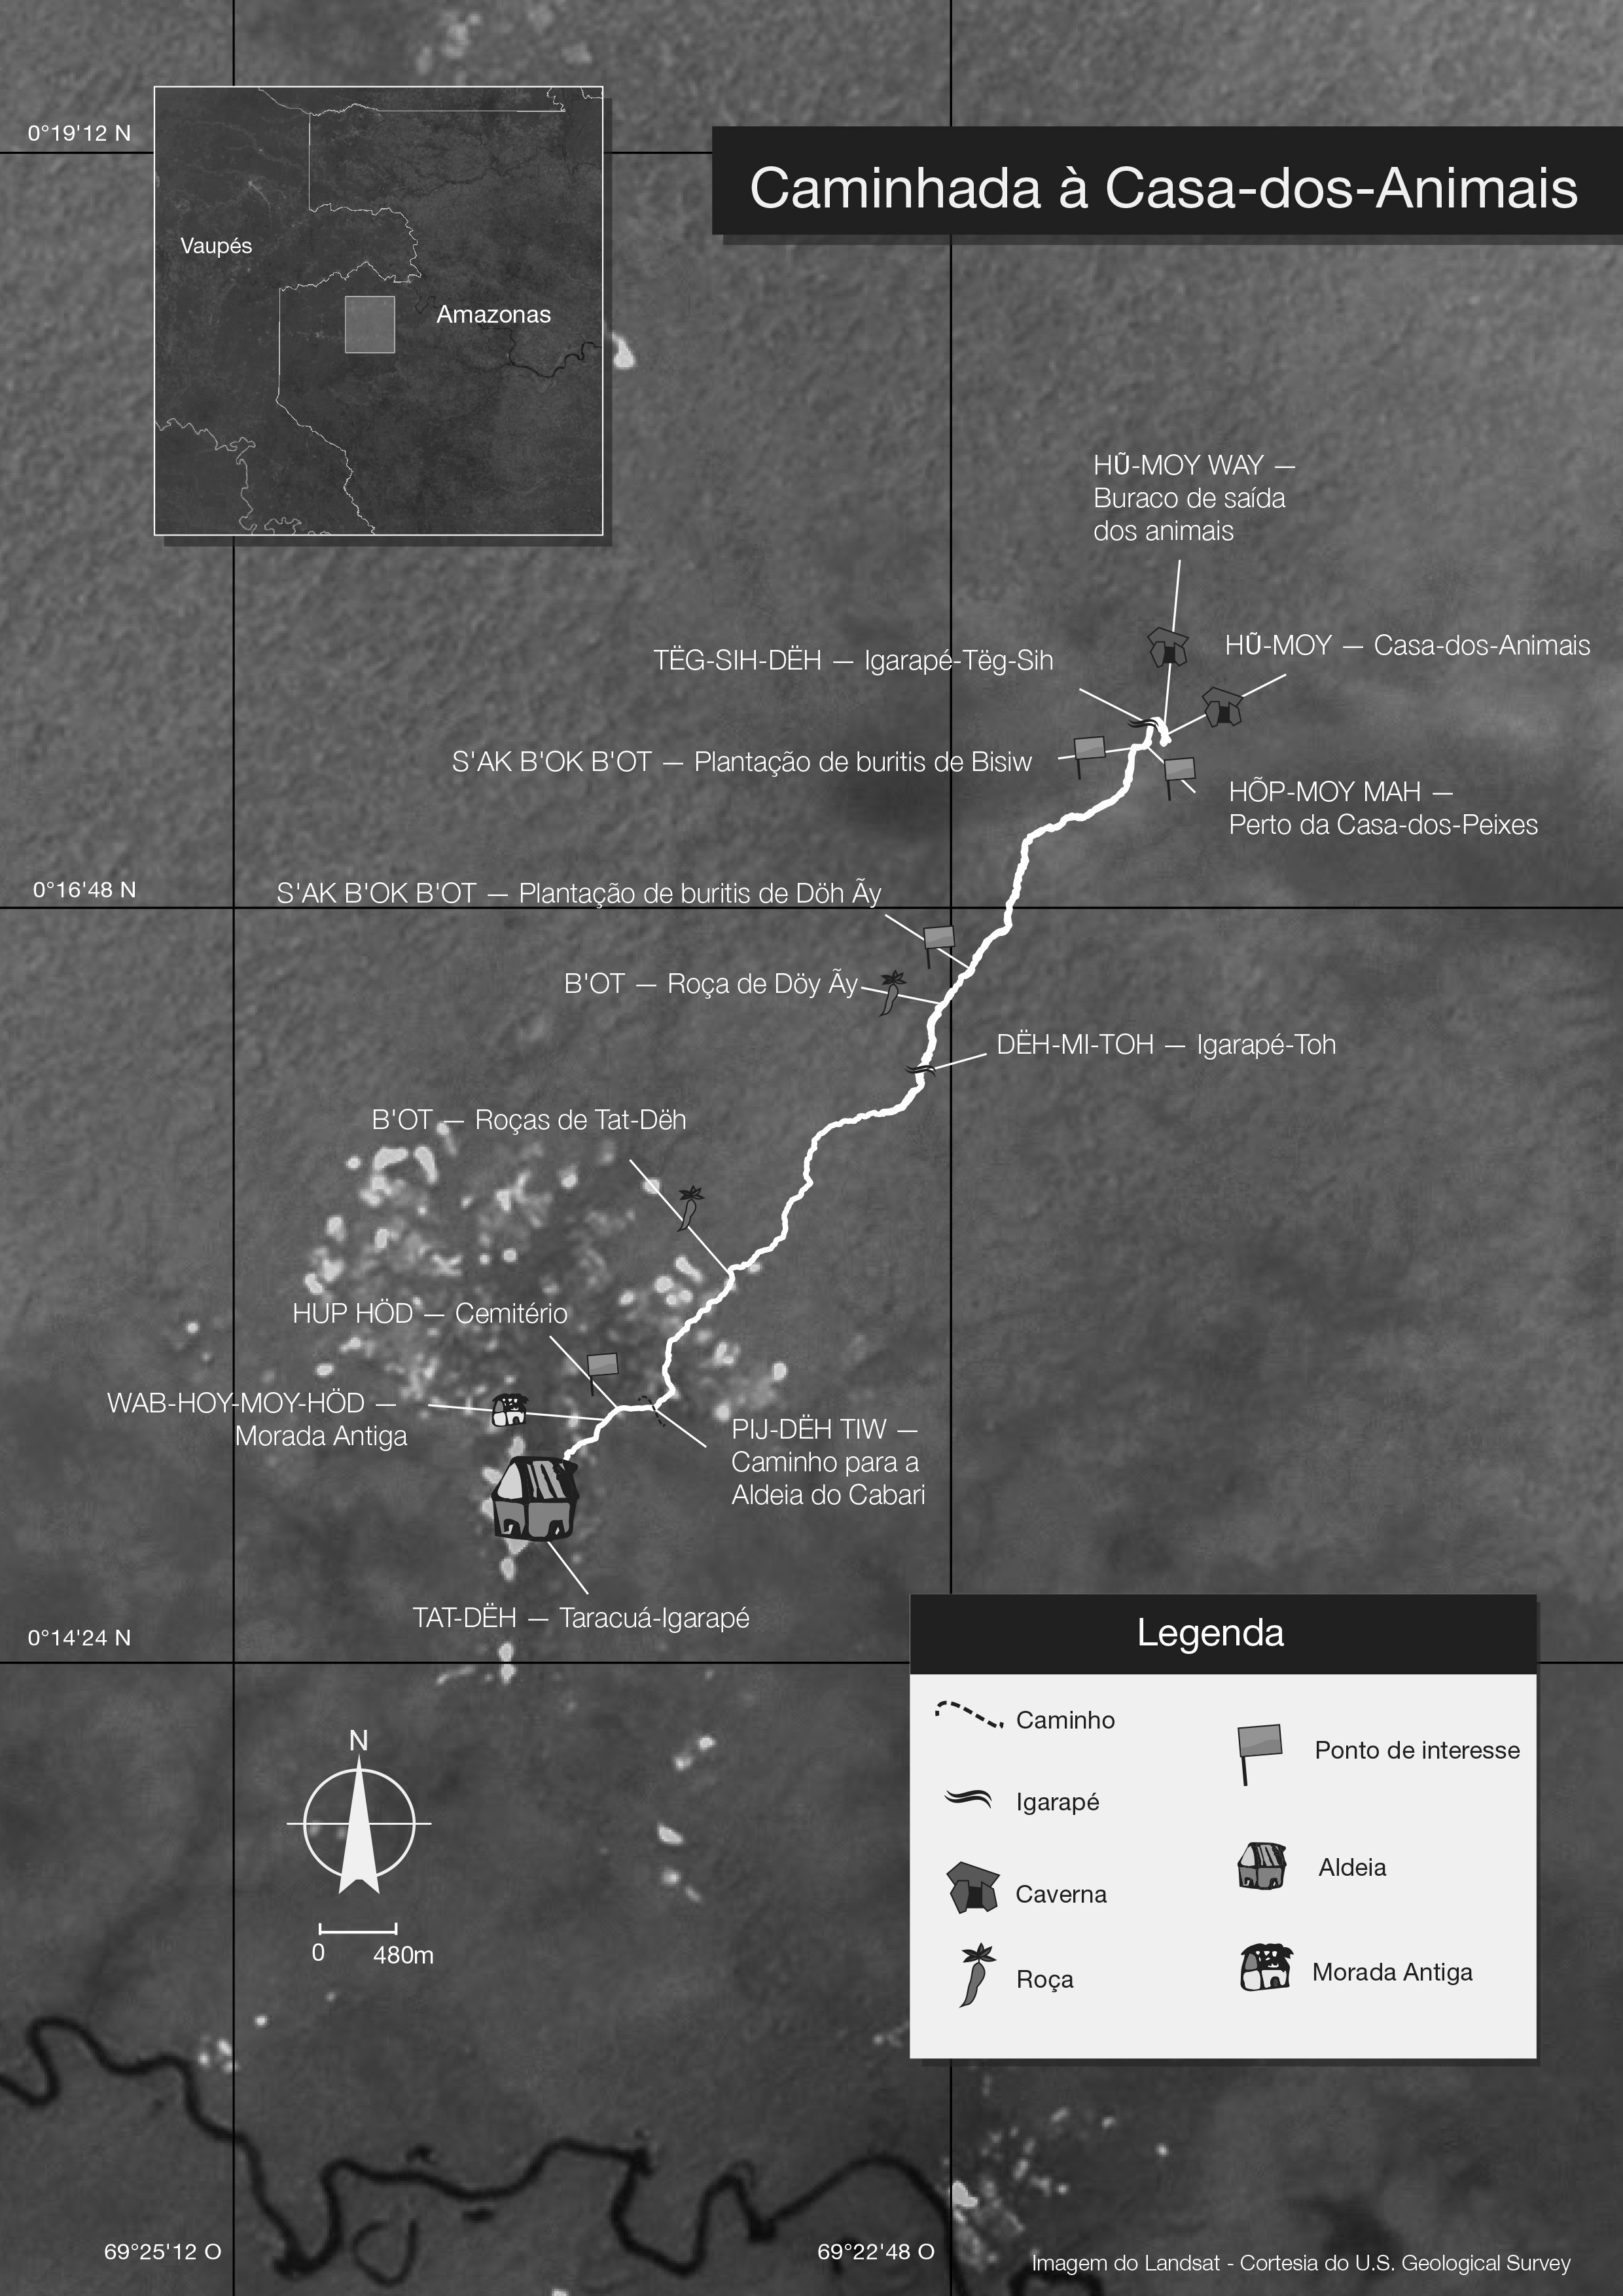 0°19'12 N
Caminhada à Casa-dos-Animais
Vaupés
Amazonas
HŨ-MOY WAY —
Buraco de saída
dos animais
TËG-SIH-DËH — Igarapé-Tëg-Sih
HŨ-MOY — Casa-dos-Animais
S'AK B'OK B'OT — Plantação de buritis de Bisiw
HÕP-MOY MAH —
Perto da Casa-dos-Peixes
0°16'48 N
S'AK B'OK B'OT — Plantação de buritis de Döh Ãy
B'OT — Roça de Döy Ãy
DËH-MI-TOH — Igarapé-Toh
B'OT — Roças de Tat-Dëh
HUP HÖD — Cemitério
WAB-HOY-MOY-HÖD —
Morada Antiga
PIJ-DËH TIW —
Caminho para a
Aldeia do Cabari
TAT-DËH — Taracuá-Igarapé
0°14'24 N
Legenda
Caminho
Igarapé
Caverna
Roça
Ponto de interesse
Aldeia
Morada Antiga
N
0 480m
69°25'12 O
69°22'48 O
Imagem do Landsat - Cortesia do U.S. Geological Survey